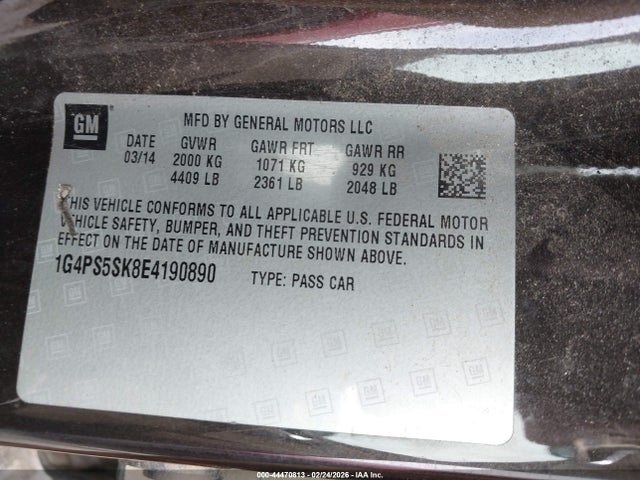 GM
MFD BY GENERAL MOTORS LLC
DATE GVWR GAWR FRT GAWR RR
03/14 2000 KG 1071 KG 929 KG
4409 LB 2361 LB 2048 LB
THIS VEHICLE CONFORMS TO ALL APPLICABLE U.S. FEDERAL MOTOR
VEHICLE SAFETY, BUMPER, AND THEFT PREVENTION STANDARDS IN
EFFECT ON THE DATE OF MANUFACTURE SHOWN ABOVE.
1G4PS5SK8E4190890 TYPE: PASS CAR
000-44470813 - 02/24/2026 - IAA Inc.